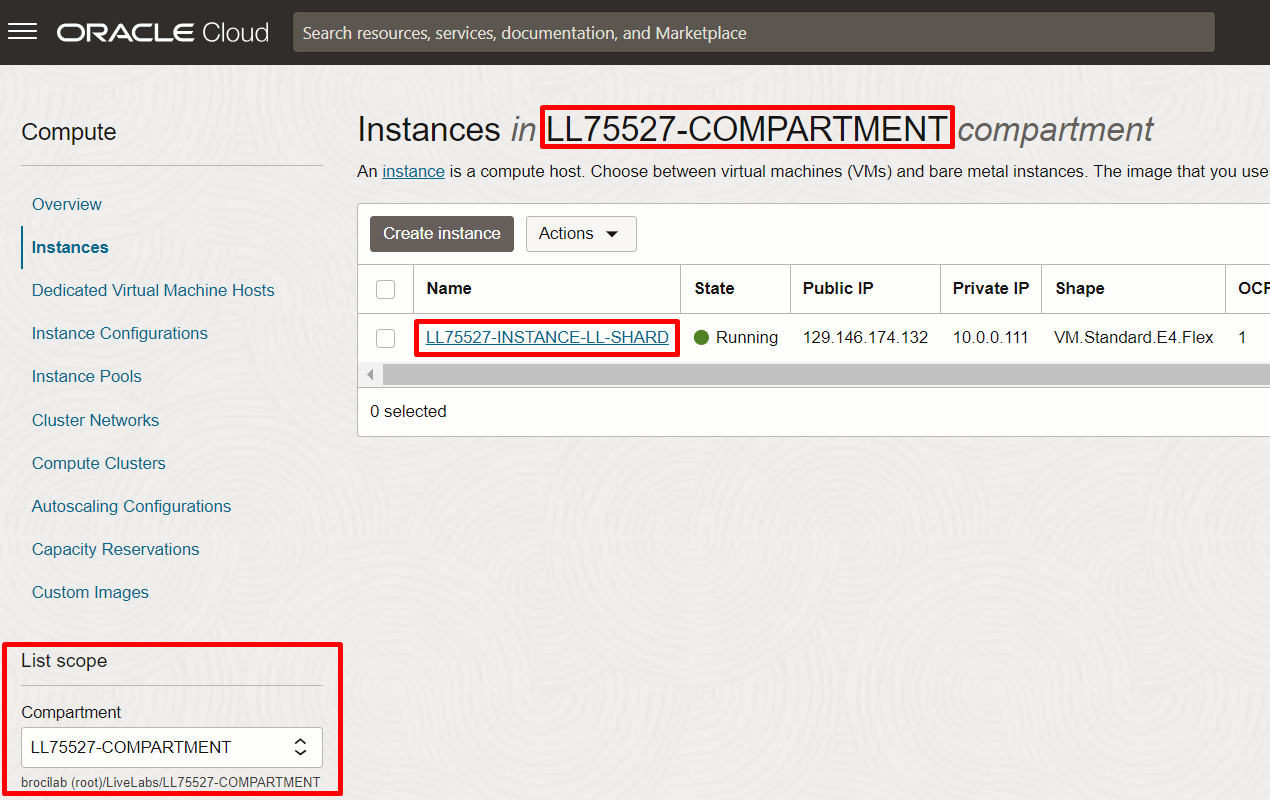 ORACLE Cloud
Search resources, services, documentation, and Marketplace
Compute
Overview
Instances
Dedicated Virtual Machine Hosts
Instance Configurations
Instance Pools
Cluster Networks
Compute Clusters
Autoscaling Configurations
Capacity Reservations
Custom Images
List scope
Compartment
LL75527-COMPARTMENT
brocilab (root)/LiveLabs/LL75527-COMPARTMENT
Instances in LL75527-COMPARTMENT compartment
An instance is a compute host. Choose between virtual machines (VMs) and bare metal instances. The image that you use
Create instance Actions
Name State Public IP Private IP Shape OCP
LL75527-INSTANCE-LL-SHARD Running 129.146.174.132 10.0.0.111 VM.Standard.E4.Flex 1
0 selected